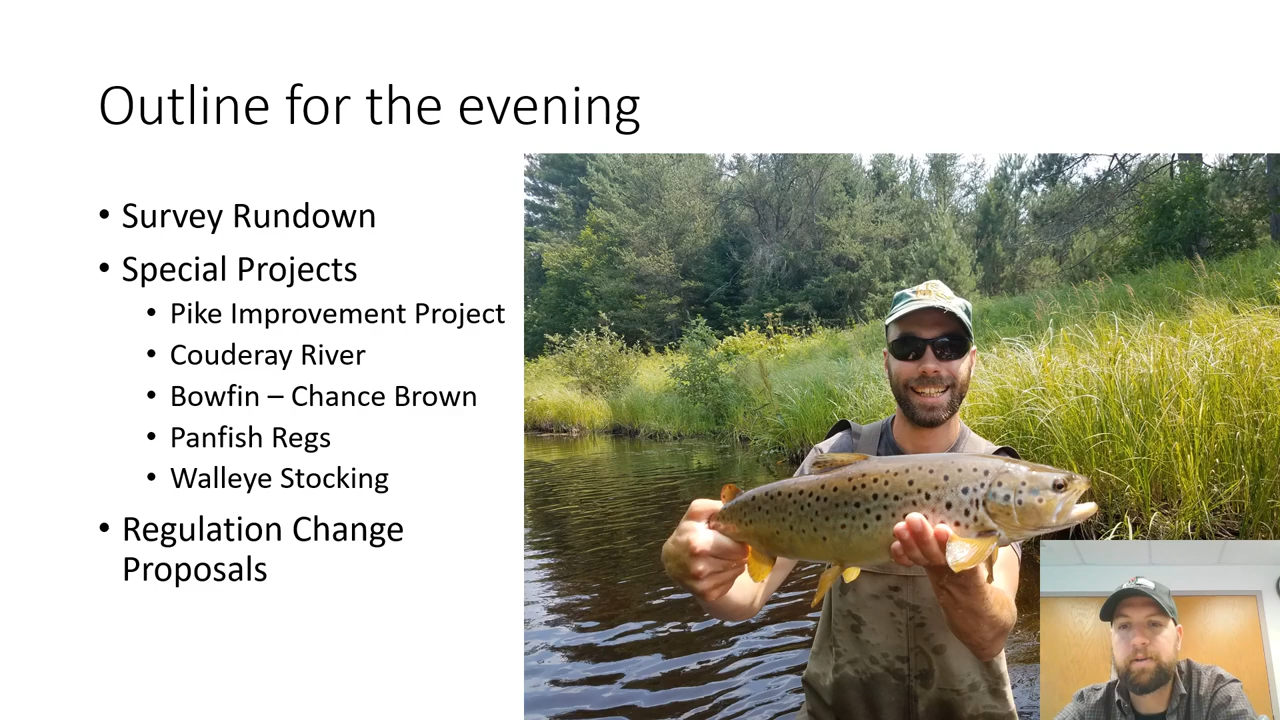 Outline for the evening
• Survey Rundown
• Special Projects
• Pike Improvement Project
• Couderay River
• Bowfin – Chance Brown
• Panfish Regs
• Walleye Stocking
• Regulation Change
Proposals